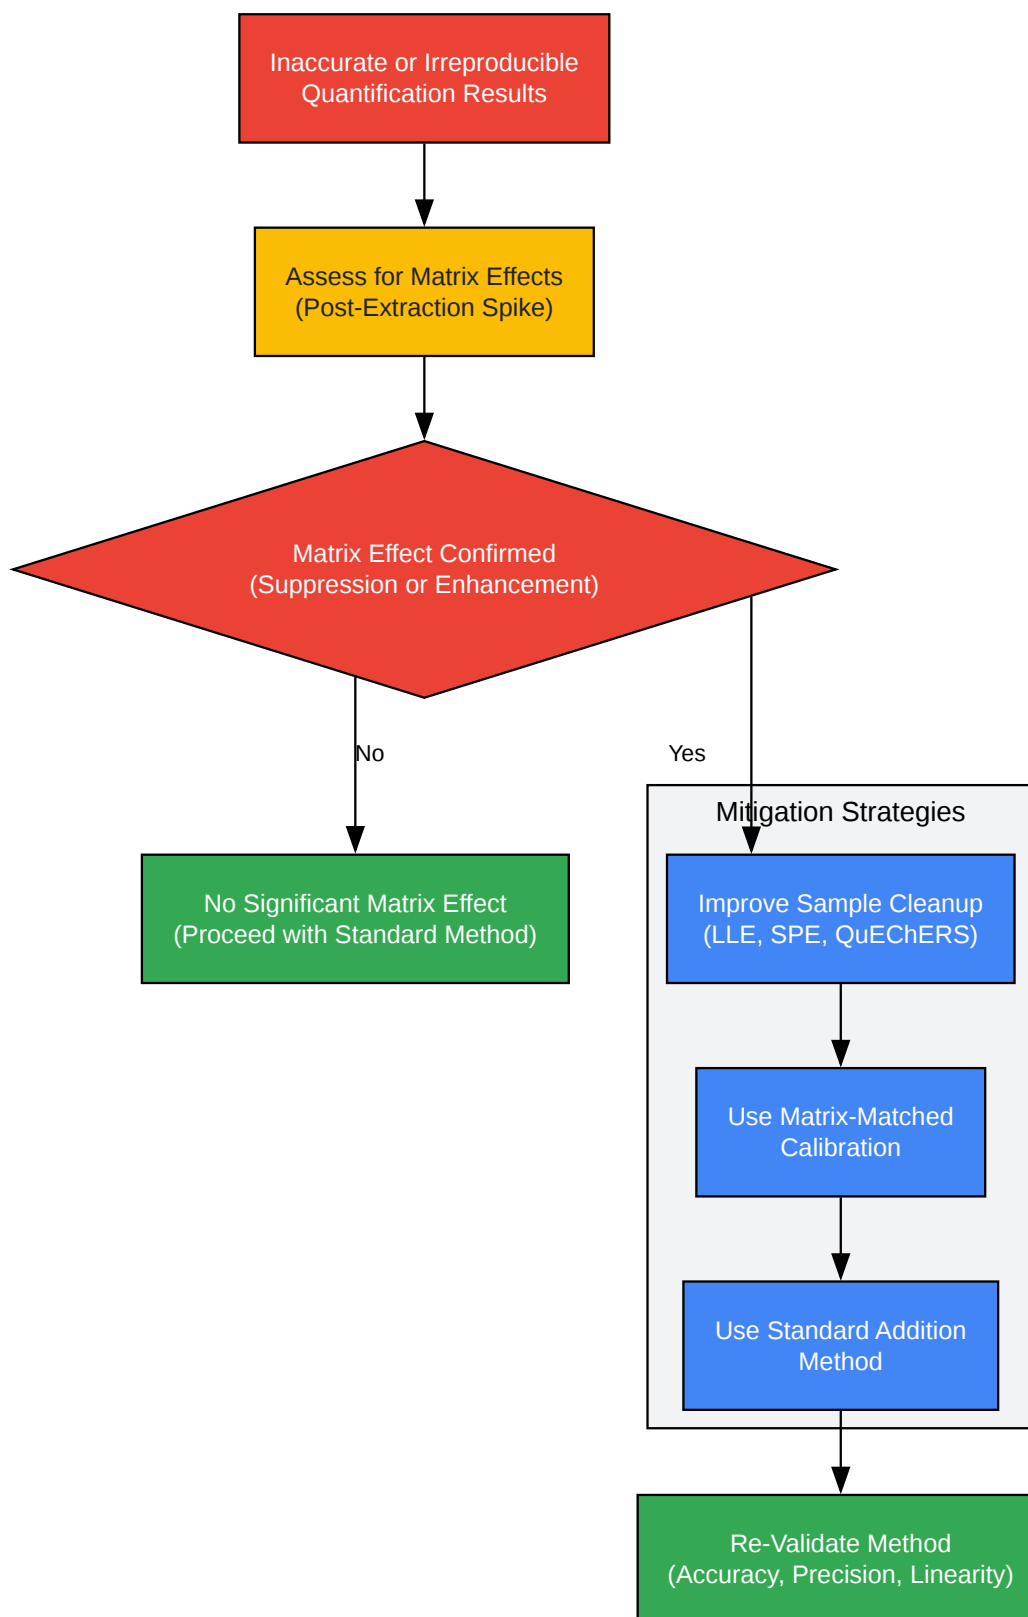 Inaccurate or Irreproducible
Quantification Results
Assess for Matrix Effects
(Post-Extraction Spike)
Matrix Effect Confirmed
(Suppression or Enhancement)
No
Yes
Mitigation Strategies
No Significant Matrix Effect
(Proceed with Standard Method)
Improve Sample Cleanup
(LLE, SPE, QuEChERS)
Use Matrix-Matched
Calibration
Use Standard Addition
Method
Re-Validate Method
(Accuracy, Precision, Linearity)